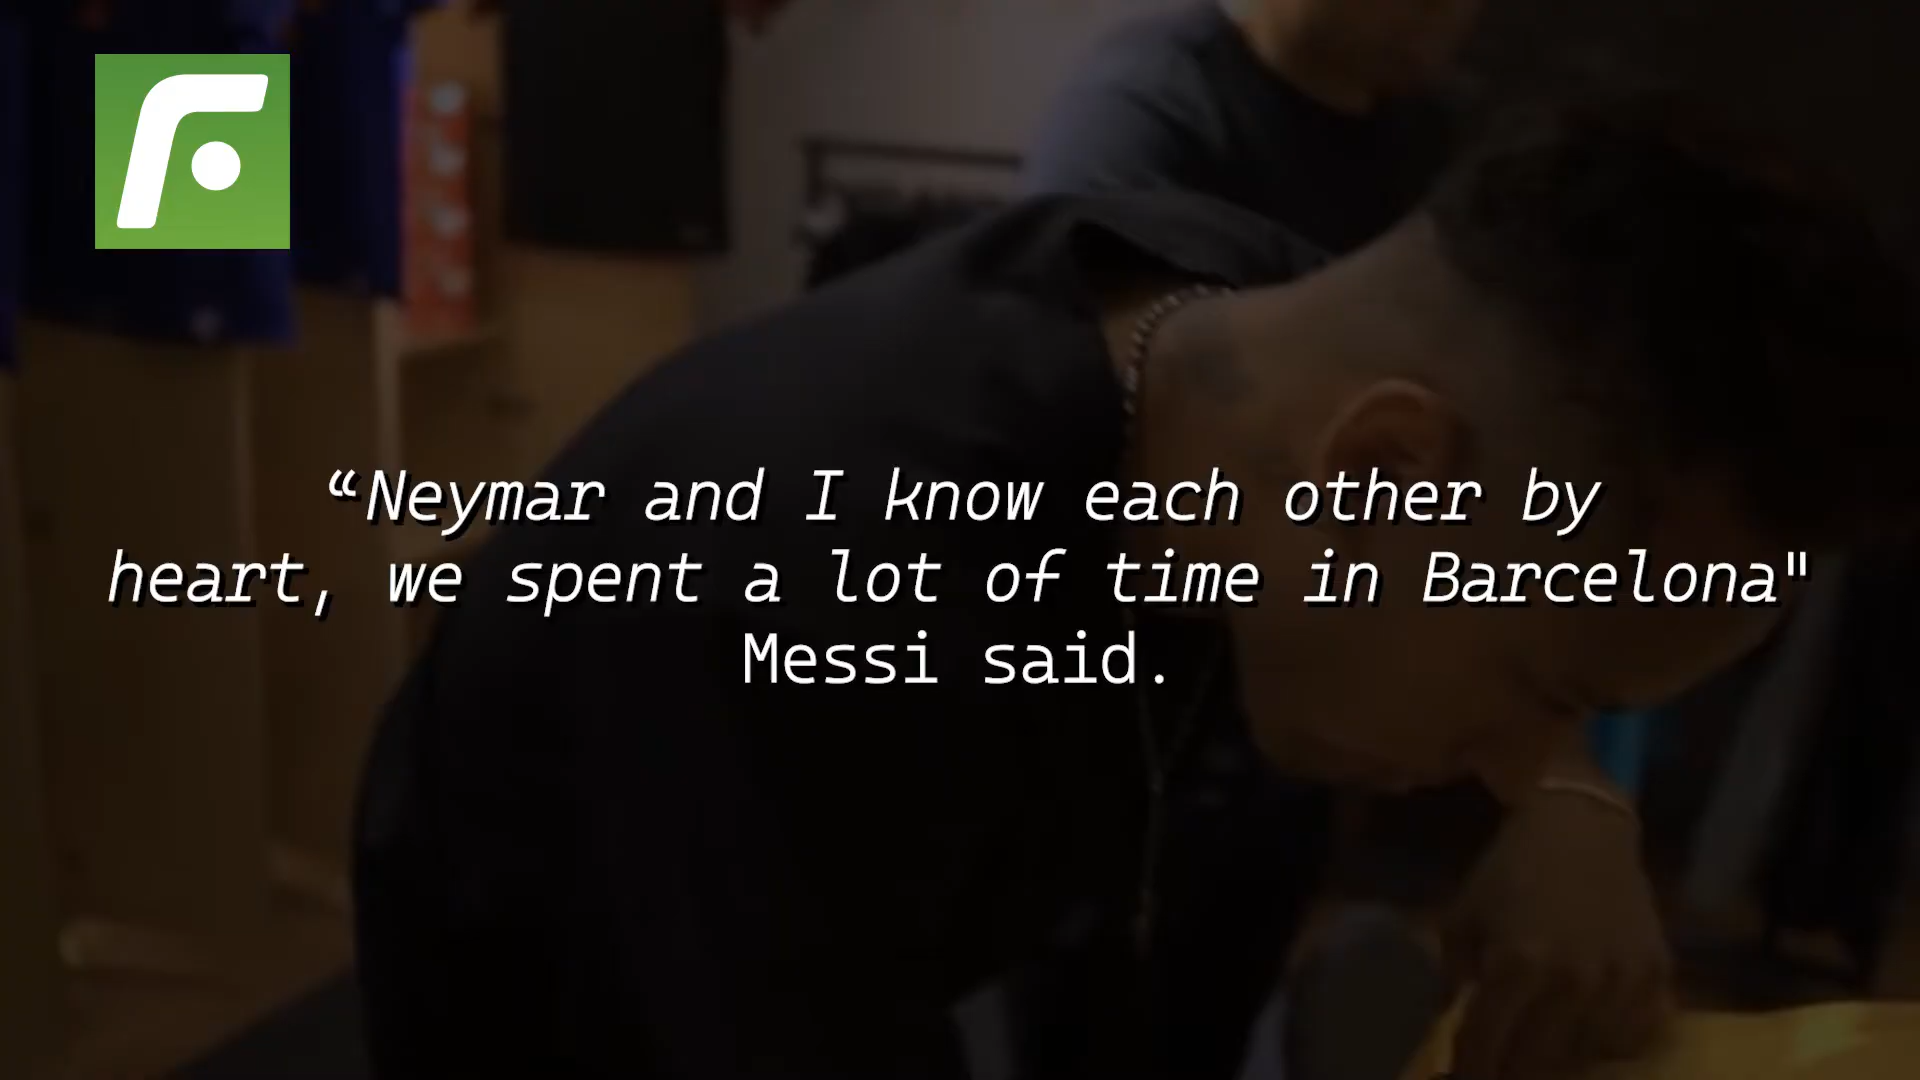 “Neymar and I know each other by
heart, we spent a lot of time in Barcelona"
Messi said.